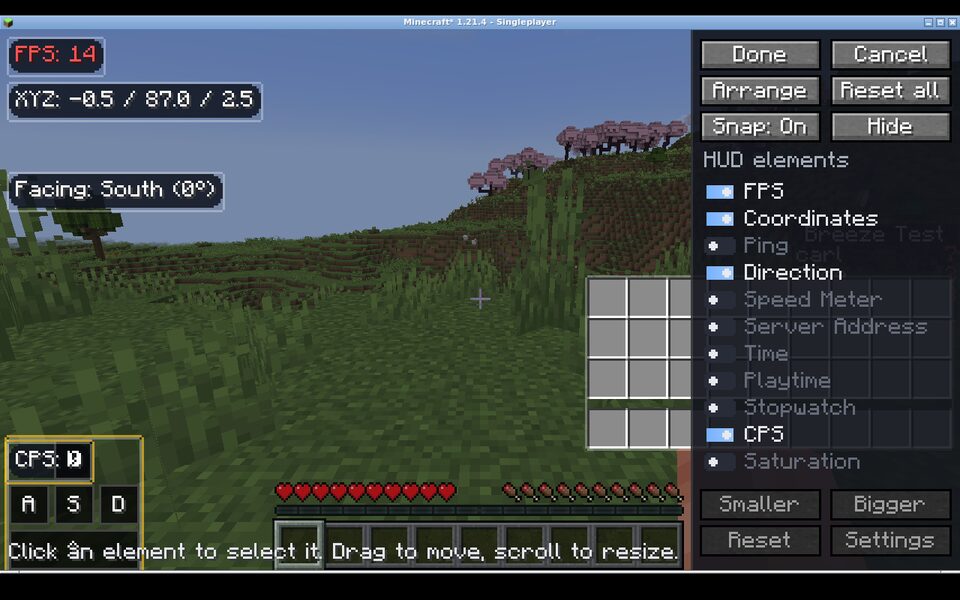 Minecraft* 1.21.4 - Singleplayer
FPS: 14
XYZ: -0.5 / 87.0 / 2.5
Facing: South (0°)
Done
Cancel
Arrange
Reset all
Snap: On
Hide
HUD elements
FPS
Coordinates
Breeze Test
Ping
carl
Direction
Speed Meter
Server Address
Time
Playtime
Stopwatch
CPS
Saturation
CPS: 0
A S D
Click an element to select it. Drag to move, scroll to resize.
Smaller
Bigger
Reset
Settings